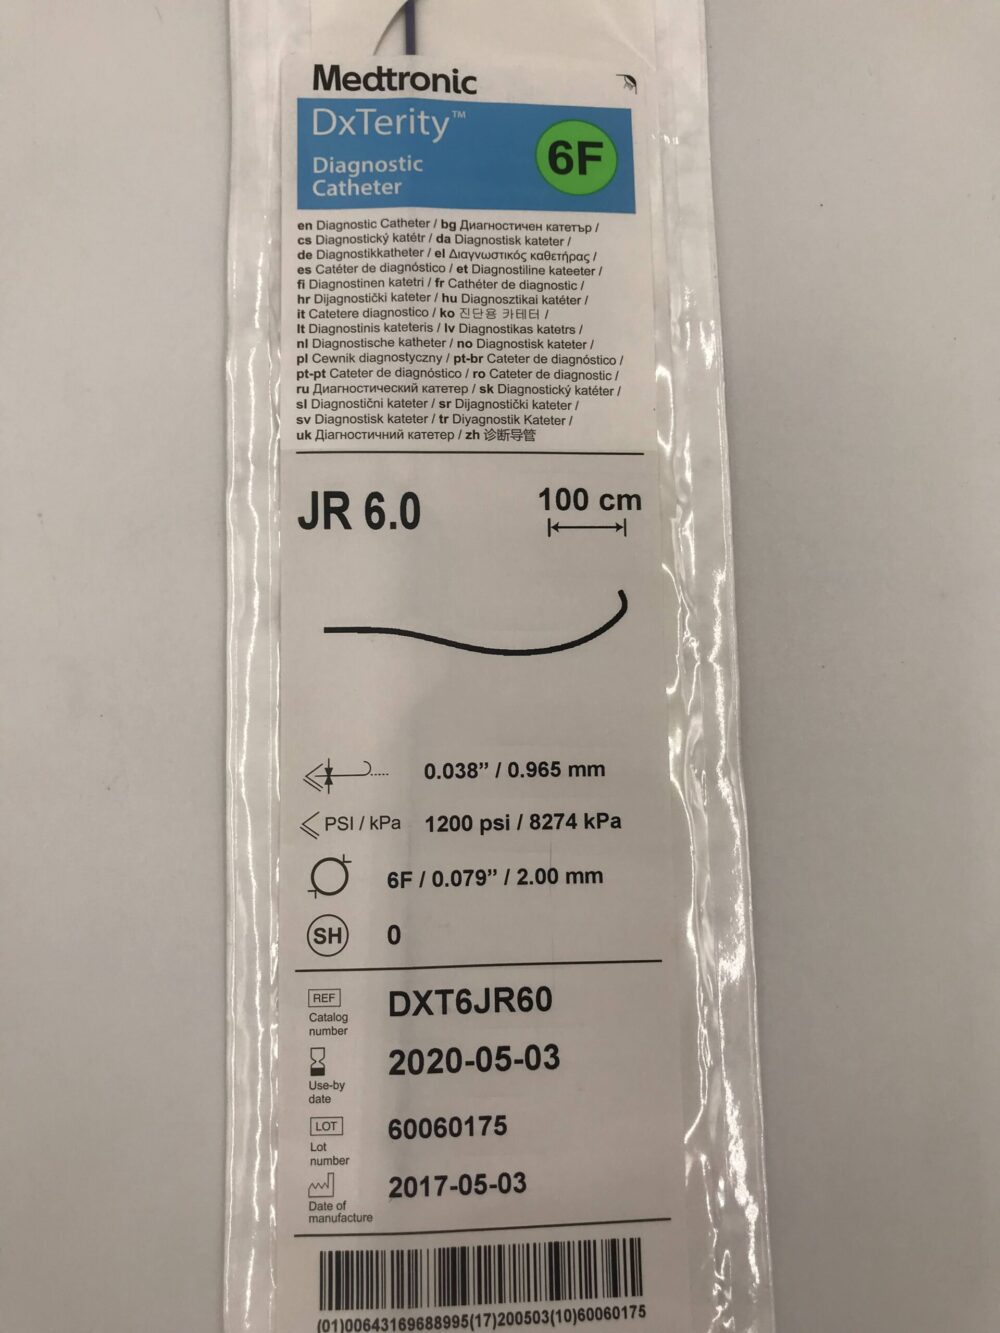 Medtronic
DxTerity™
Diagnostic
Catheter
6F
en Diagnostic Catheter / bg Диагностичен катетър /
cs Diagnostický katétr / da Diagnostisk kateter /
de Diagnostikkatheter / el Διαγνωστικός καθετήρας /
es Catéter de diagnóstico / et Diagnostiline kateeter /
fi Diagnostinen katetri / fr Cathéter de diagnostic /
hr Dijagnostički kateter / hu Diagnosztikai katéter /
it Catetere diagnostico / ko 진단용 카테터 /
lt Diagnostinis kateteris / lv Diagnostikas katetrs /
nl Diagnostische katheter / no Diagnostisk kateter /
pl Cewnik diagnostyczny / pt-br Cateter de diagnóstico /
pt-pt Cateter de diagnóstico / ro Cateter de diagnostic /
ru Диагностический катетер / sk Diagnostický katéter /
sl Diagnostični kateter / sr Dijagnostički kateter /
sv Diagnostisk kateter / tr Diyagnostik Kateter /
uk Діагностичний катетер / zh 诊断导管
JR 6.0
100 cm
0.038” / 0.965 mm
PSI / kPa 1200 psi / 8274 kPa
6F / 0.079” / 2.00 mm
SH 0
REF DXT6JR60
Catalog
number
2020-05-03
Use-by
date
LOT 60060175
Lot
number
2017-05-03
Date of
manufacture
(01)00643169688995(17)200503(10)60060175